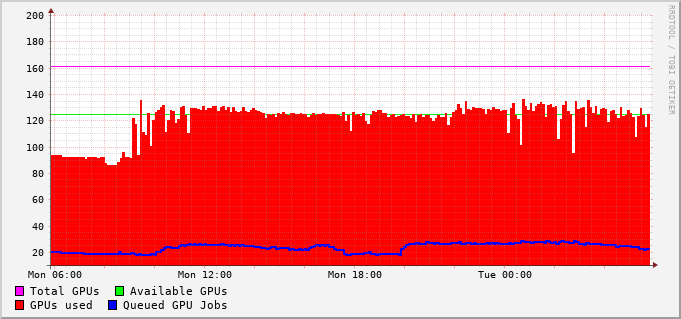 200
180
160
140
120
100
80
60
40
20
Mon 06:00 Mon 12:00 Mon 18:00 Tue 00:00
Total GPUs Available GPUs
GPUs used Queued GPU Jobs
RRDTOOL / TOBI OETIKER